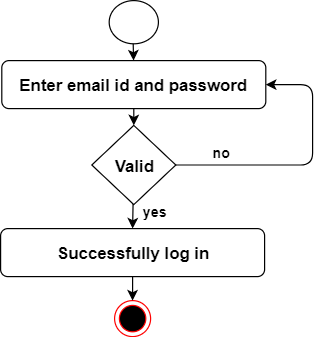 Enter email id and password
Valid
no
yes
Successfully log in